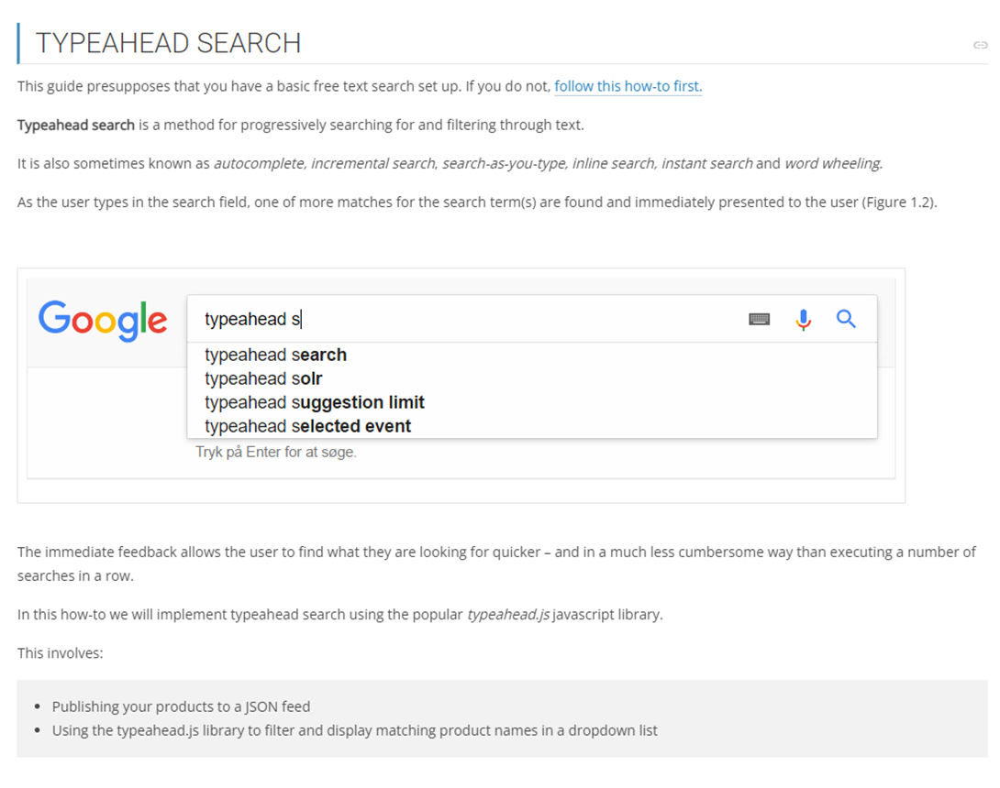 TYPEAHEAD SEARCH
This guide presupposes that you have a basic free text search set up. If you do not, follow this how-to first.
Typeahead search is a method for progressively searching for and filtering through text.
It is also sometimes known as autocomplete, incremental search, search-as-you-type, inline search, instant search and word wheeling.
As the user types in the search field, one of more matches for the search term(s) are found and immediately presented to the user (Figure 1.2).
Google
typeahead s
typeahead search
typeahead solr
typeahead suggestion limit
typeahead selected event
Tryk på Enter for at søge.
The immediate feedback allows the user to find what they are looking for quicker – and in a much less cumbersome way than executing a number of
searches in a row.
In this how-to we will implement typeahead search using the popular typeahead.js javascript library.
This involves:
• Publishing your products to a JSON feed
• Using the typeahead.js library to filter and display matching product names in a dropdown list